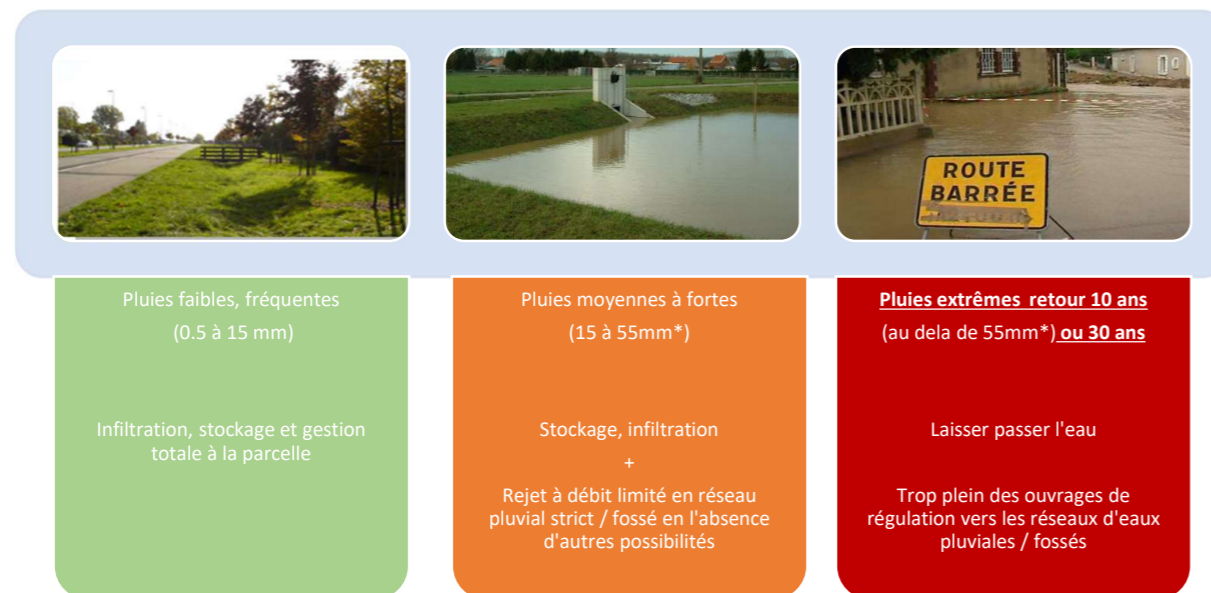 ROUTE
BARRÉE
Pluies faibles, fréquentes
(0.5 à 15 mm)
Infiltration, stockage et gestion
totale à la parcelle
Pluies moyennes à fortes
(15 à 55mm*)
Stockage, infiltration
+
Rejet à débit limité en réseau
pluvial strict / fossé en l'absence
d'autres possibilités
Pluies extrêmes retour 10 ans
(au dela de 55mm*) ou 30 ans
Laisser passer l'eau
Trop plein des ouvrages de
régulation vers les réseaux d'eaux
pluviales / fossés